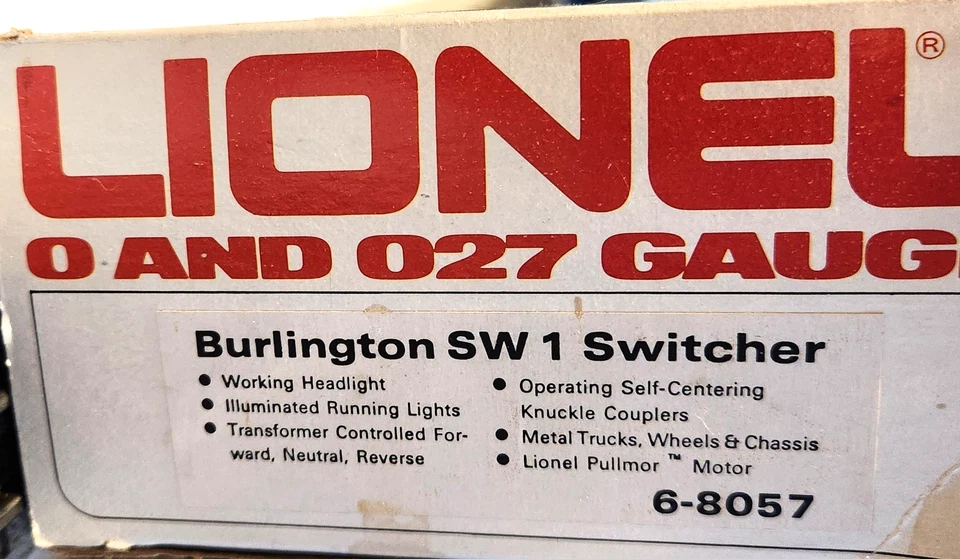 LIONEL®
O AND O27 GAUG
Burlington SW 1 Switcher
• Working Headlight
• Illuminated Running Lights
• Transformer Controlled For-
ward, Neutral, Reverse
• Operating Self-Centering
Knuckle Couplers
• Metal Trucks, Wheels & Chassis
• Lionel Pullmor™ Motor
6-8057